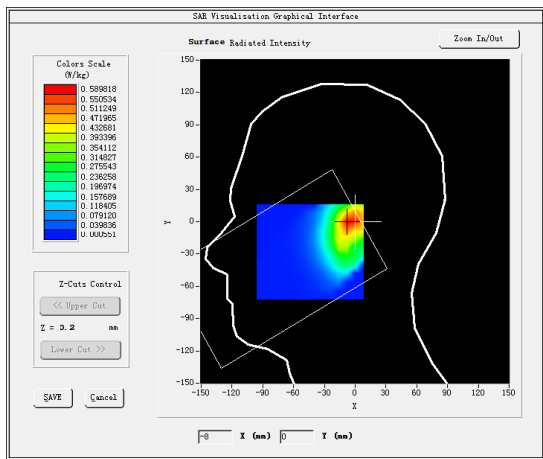 SAR Visualisation Graphical Interface
Surface Radiated Intensity
Zoom In/Out
Colors Scale
(W/kg)
0.589818
0.550534
0.511249
0.471965
0.432681
0.393396
0.354112
0.314827
0.275543
0.236258
0.196974
0.157689
0.118405
0.079120
0.039836
0.000551
150
120
90
60
30
0
-30
-60
-90
-120
-150
Y
-150 -120 -90 -60 -30 0 30 60 90 120 150
X
Z-Cuts Control
<< Upper Cut
Z = 3.2 mm
Lower Cut >>
SAVE Cancel
-8 X (mm) 0 Y (mm)